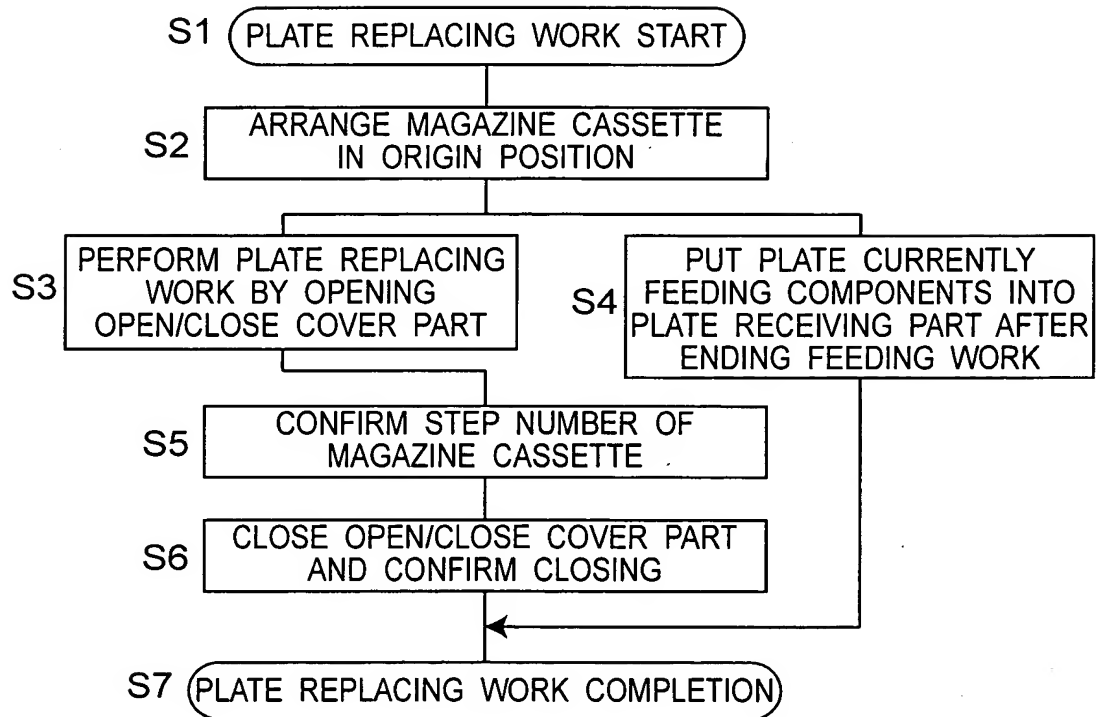 S1 PLATE REPLACING WORK START
S2 ARRANGE MAGAZINE CASSETTE
IN ORIGIN POSITION
S3 PERFORM PLATE REPLACING
WORK BY OPENING
OPEN/CLOSE COVER PART
S4 PUT PLATE CURRENTLY
FEEDING COMPONENTS INTO
PLATE RECEIVING PART AFTER
ENDING FEEDING WORK
S5 CONFIRM STEP NUMBER OF
MAGAZINE CASSETTE
S6 CLOSE OPEN/CLOSE COVER PART
AND CONFIRM CLOSING
S7 PLATE REPLACING WORK COMPLETION